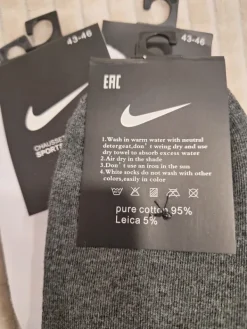 43-46
43-46
CHAUSSET
SPORTS
EAC
1.Wash in warm water with neutral
detergeat,don't wring dry and use
dry towel to absorb excess water
2.Air dry in the shade
3.Don't use an iron in the sun
4.White socks do not wash with other
colors,easily in color
pure cotton 95%
Leica 5%